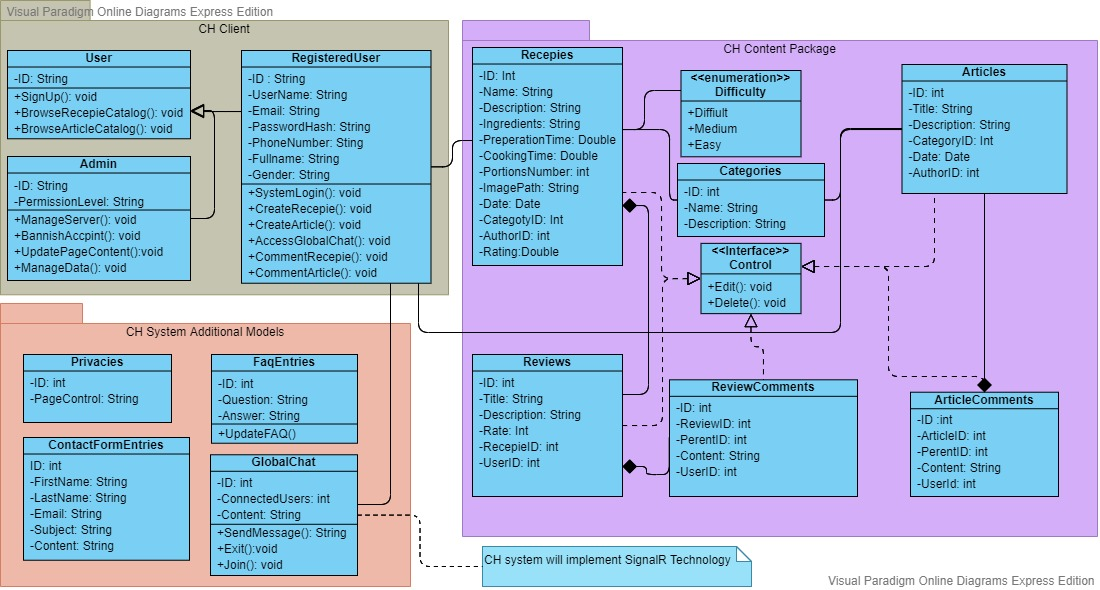 Visual Paradigm Online Diagrams Express Edition
CH Client
User
-ID: String
+SignUp(): void
+BrowseRecepieCatalog(): void
+BrowseArticleCatalog(): void
Admin
-ID: String
-PermissionLevel: String
+ManageServer(): void
+BannishAccpint(): void
+UpdatePageContent():void
+ManageData(): void
RegisteredUser
-ID : String
-UserName: String
-Email: String
-PasswordHash: String
-PhoneNumber: Sting
-Fullname: String
-Gender: String
+SystemLogin(): void
+CreateRecepie(): void
+CreateArticle(): void
+AccessGlobalChat(): void
+CommentRecepie(): void
+CommentArticle(): void
CH Content Package
Recepies
-ID: Int
-Name: String
-Description: String
-Ingredients: String
-PreperationTime: Double
-CookingTime: Double
-PortionsNumber: int
-ImagePath: String
-Date: Date
-CategotyID: Int
-AuthorID: int
-Rating:Double
<<enumeration>>
Difficulty
+Diffiult
+Medium
+Easy
Categories
-ID: int
-Name: String
-Description: String
<<Interface>>
Control
+Edit(): void
+Delete(): void
Articles
-ID: int
-Title: String
-Description: String
-CategoryID: Int
-Date: Date
-AuthorID: int
Reviews
-ID: int
-Title: String
-Description: String
-Rate: Int
-RecepieID: int
-UserID: int
ReviewComments
-ID: int
-ReviewID: int
-PerentID: int
-Content: String
-UserID: int
ArticleComments
-ID :int
-ArticleID: int
-PerentID: int
-Content: String
-UserId: int
CH System Additional Models
Privacies
-ID: int
-PageControl: String
FaqEntries
-ID: int
-Question: String
-Answer: String
+UpdateFAQ()
ContactFormEntries
ID: int
-FirstName: String
-LastName: String
-Email: String
-Subject: String
-Content: String
GlobalChat
-ID: int
-ConnectedUsers: int
-Content: String
+SendMessage(): String
+Exit():void
+Join(): void
CH system will implement SignalR Technology
Visual Paradigm Online Diagrams Express Edition